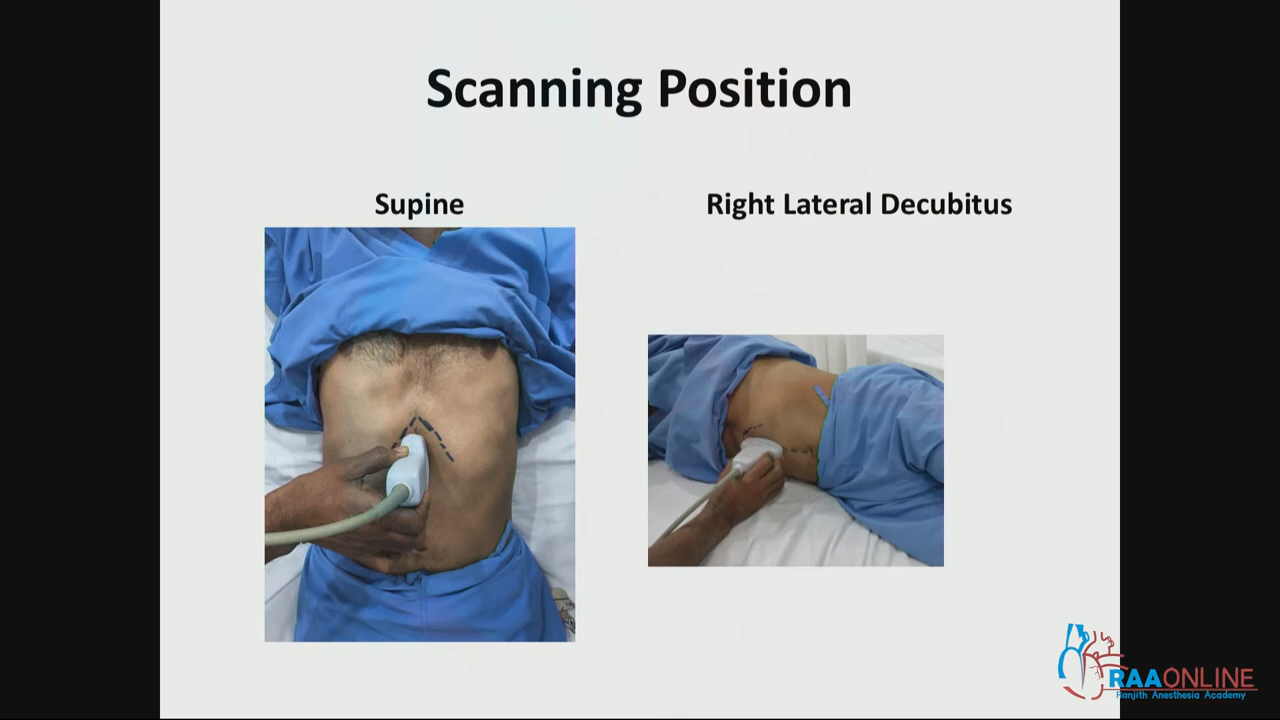 Scanning Position
Supine
Right Lateral Decubitus
RAAONLINE
Ranjith Anesthesia Academy